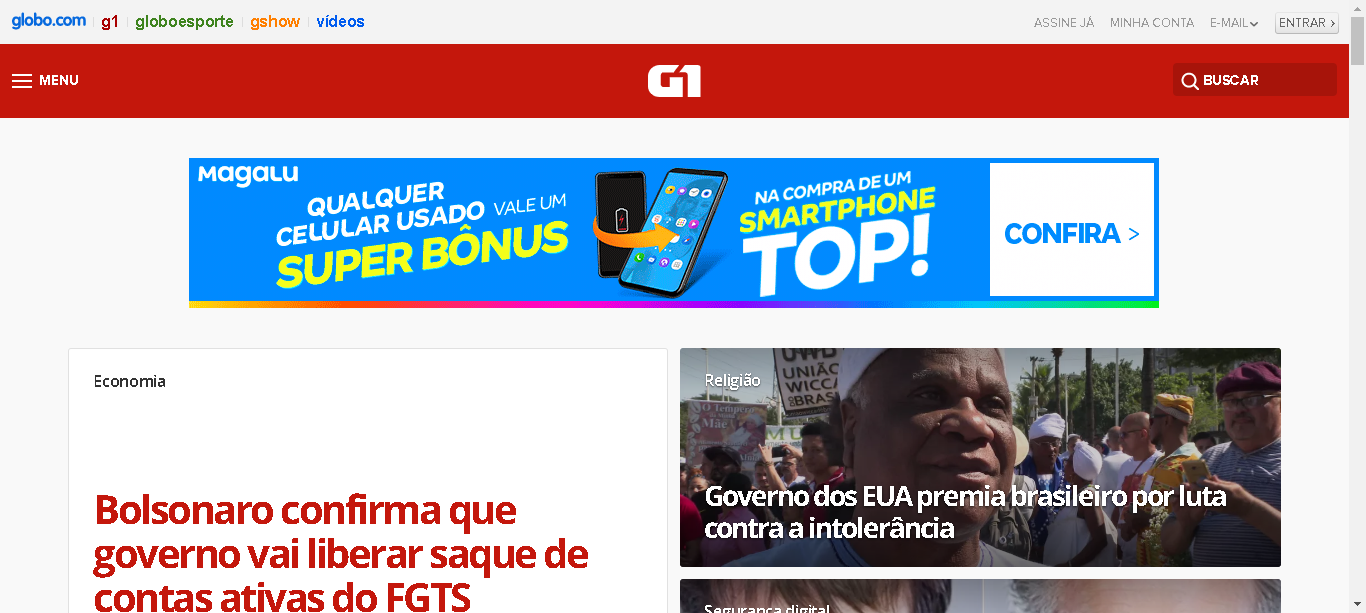 globo.com g1 globoesporte gshow vídeos ASSINE JÁ MINHA CONTA E-MAIL ENTRAR ›
MENU G1 BUSCAR
MAGALU
QUALQUER
CELULAR USADO VALE UM
SUPER BÔNUS
NA COMPRA DE UM
SMARTPHONE
TOP!
CONFIRA >
Economia
Bolsonaro confirma que
governo vai liberar saque de
contas ativas do FGTS
UWB
UNIÃO
WICCA
BRAS
Religião
Governo dos EUA premia brasileiro por luta
contra a intolerância
Segurança digital